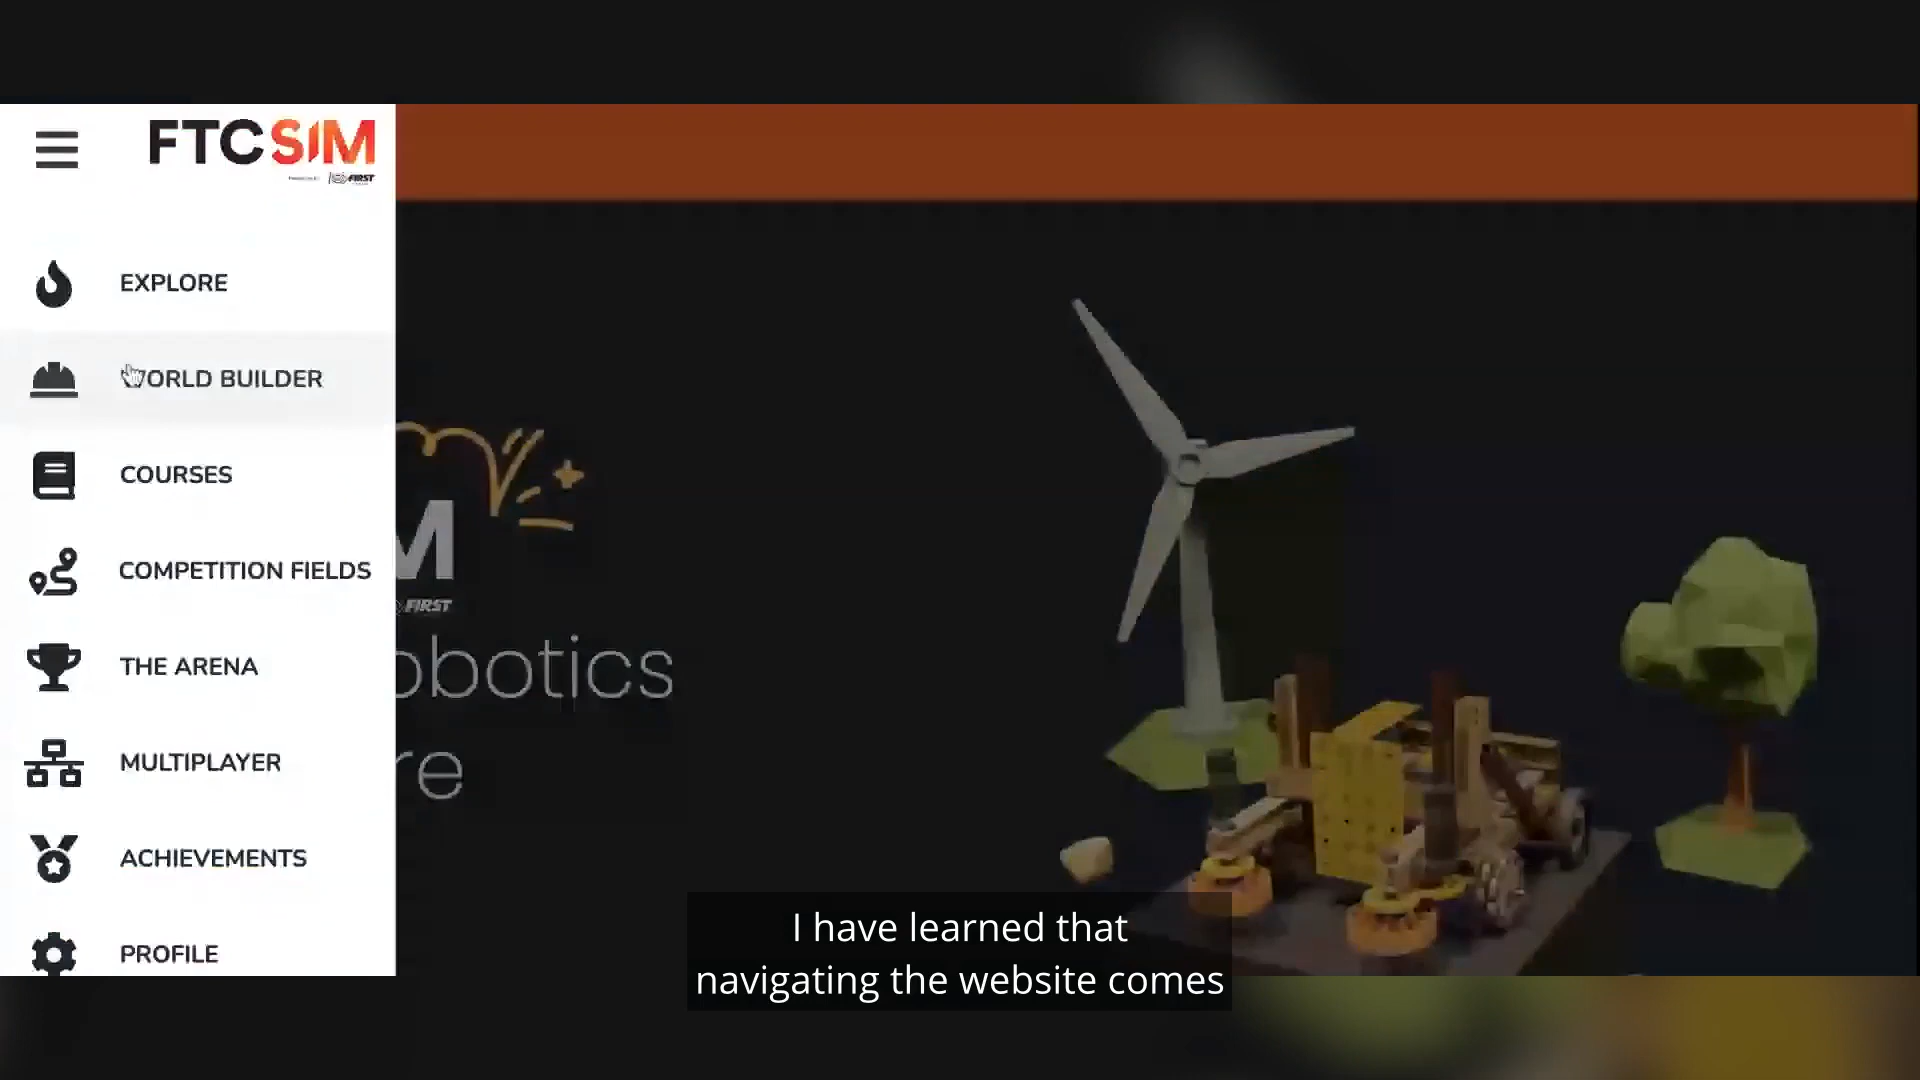 FTCSIM
FIRST
EXPLORE
WORLD BUILDER
COURSES
COMPETITION FIELDS
THE ARENA
MULTIPLAYER
ACHIEVEMENTS
PROFILE
M
FIRST
obotics
re
I have learned that
navigating the website comes